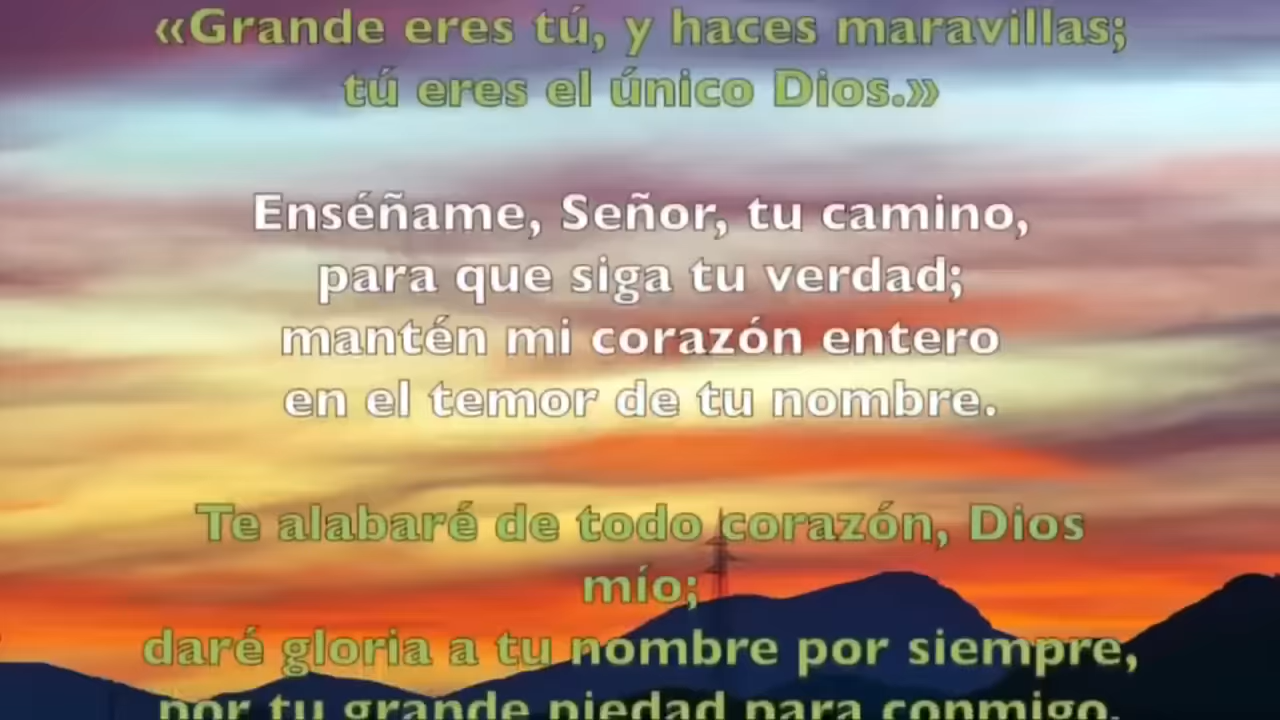 «Grande eres tú, y haces maravillas;
tú eres el único Dios.»
Enséñame, Señor, tu camino,
para que siga tu verdad;
mantén mi corazón entero
en el temor de tu nombre.
Te alabaré de todo corazón, Dios
mío;
daré gloria a tu nombre por siempre,
por tu grande piedad para conmigo,